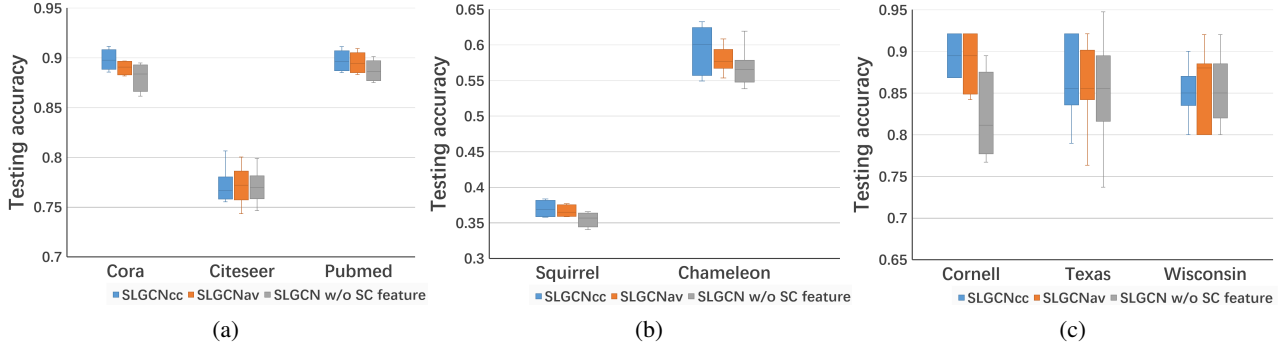 Testing accuracy
0.95
0.9
0.85
0.8
0.75
0.7
Cora Citeseer Pubmed
SLGCNcc SLGCNav SLGCN w/o SC feature
(a)
Testing accuracy
0.65
0.6
0.55
0.5
0.45
0.4
0.35
0.3
Squirrel Chameleon
SLGCNcc SLGCNav SLGCN w/o SC feature
(b)
Testing accuracy
0.95
0.9
0.85
0.8
0.75
0.7
0.65
Cornell Texas Wisconsin
SLGCNcc SLGCNav SLGCN w/o SC feature
(c)